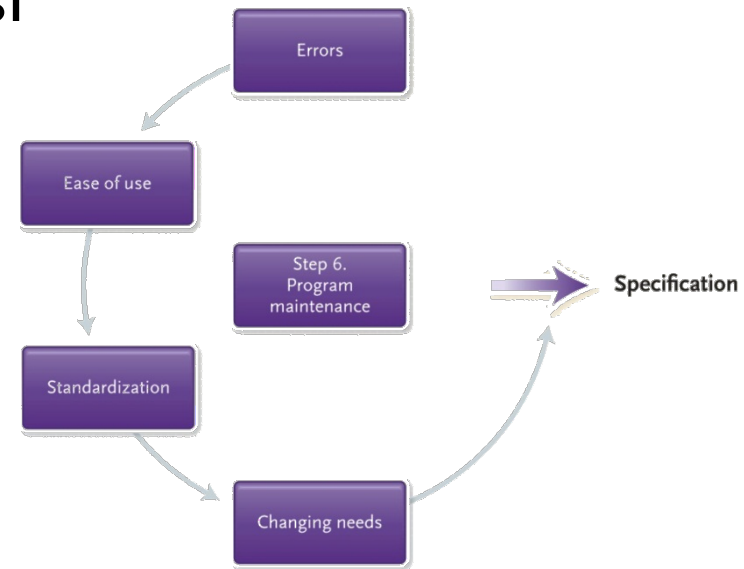 Errors
Ease of use
Step 6.
Program
maintenance
Specification
Standardization
Changing needs